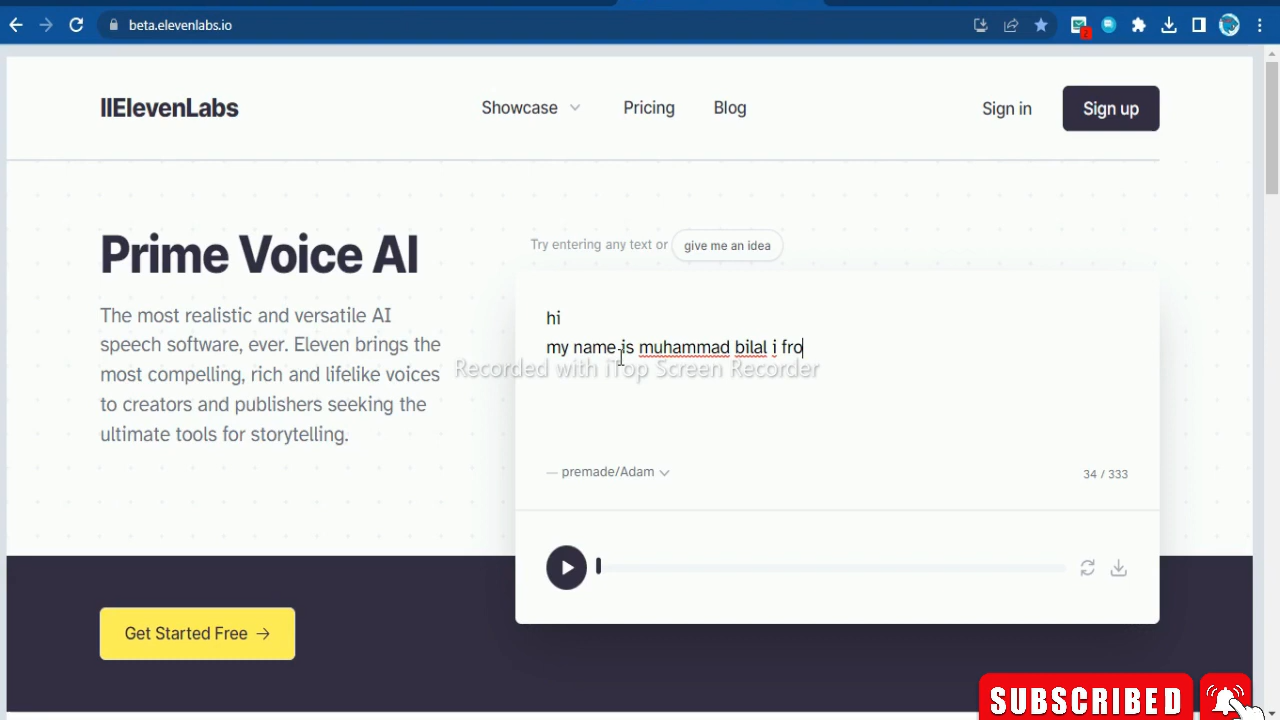 beta.elevenlabs.io
2
IIElevenLabs
Showcase
Pricing
Blog
Sign in
Sign up
Prime Voice AI
The most realistic and versatile AI
speech software, ever. Eleven brings the
most compelling, rich and lifelike voices
to creators and publishers seeking the
ultimate tools for storytelling.
Try entering any text or give me an idea
hi
my name is muhammad bilal i fro
Recorded with iTop Screen Recorder
— premade/Adam
34 / 333
Get Started Free →
SUBSCRIBED